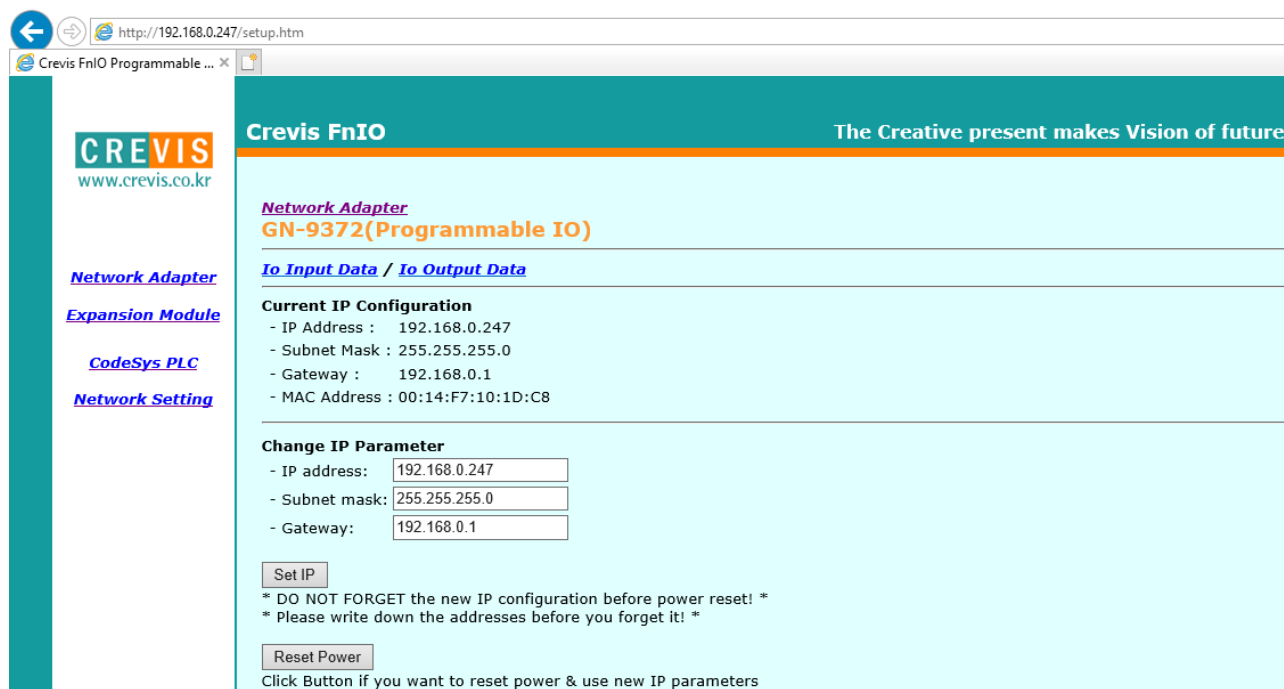 http://192.168.0.247/setup.htm
Crevis FnIO Programmable ...
CREVIS
www.crevis.co.kr
Network Adapter
Expansion Module
CodeSys PLC
Network Setting
Crevis FnIO The Creative present makes Vision of future
Network Adapter
GN-9372(Programmable IO)
Io Input Data / Io Output Data
Current IP Configuration
- IP Address : 192.168.0.247
- Subnet Mask : 255.255.255.0
- Gateway : 192.168.0.1
- MAC Address : 00:14:F7:10:1D:C8
Change IP Parameter
- IP address: 192.168.0.247
- Subnet mask: 255.255.255.0
- Gateway: 192.168.0.1
Set IP
* DO NOT FORGET the new IP configuration before power reset! *
* Please write down the addresses before you forget it! *
Reset Power
Click Button if you want to reset power & use new IP parameters